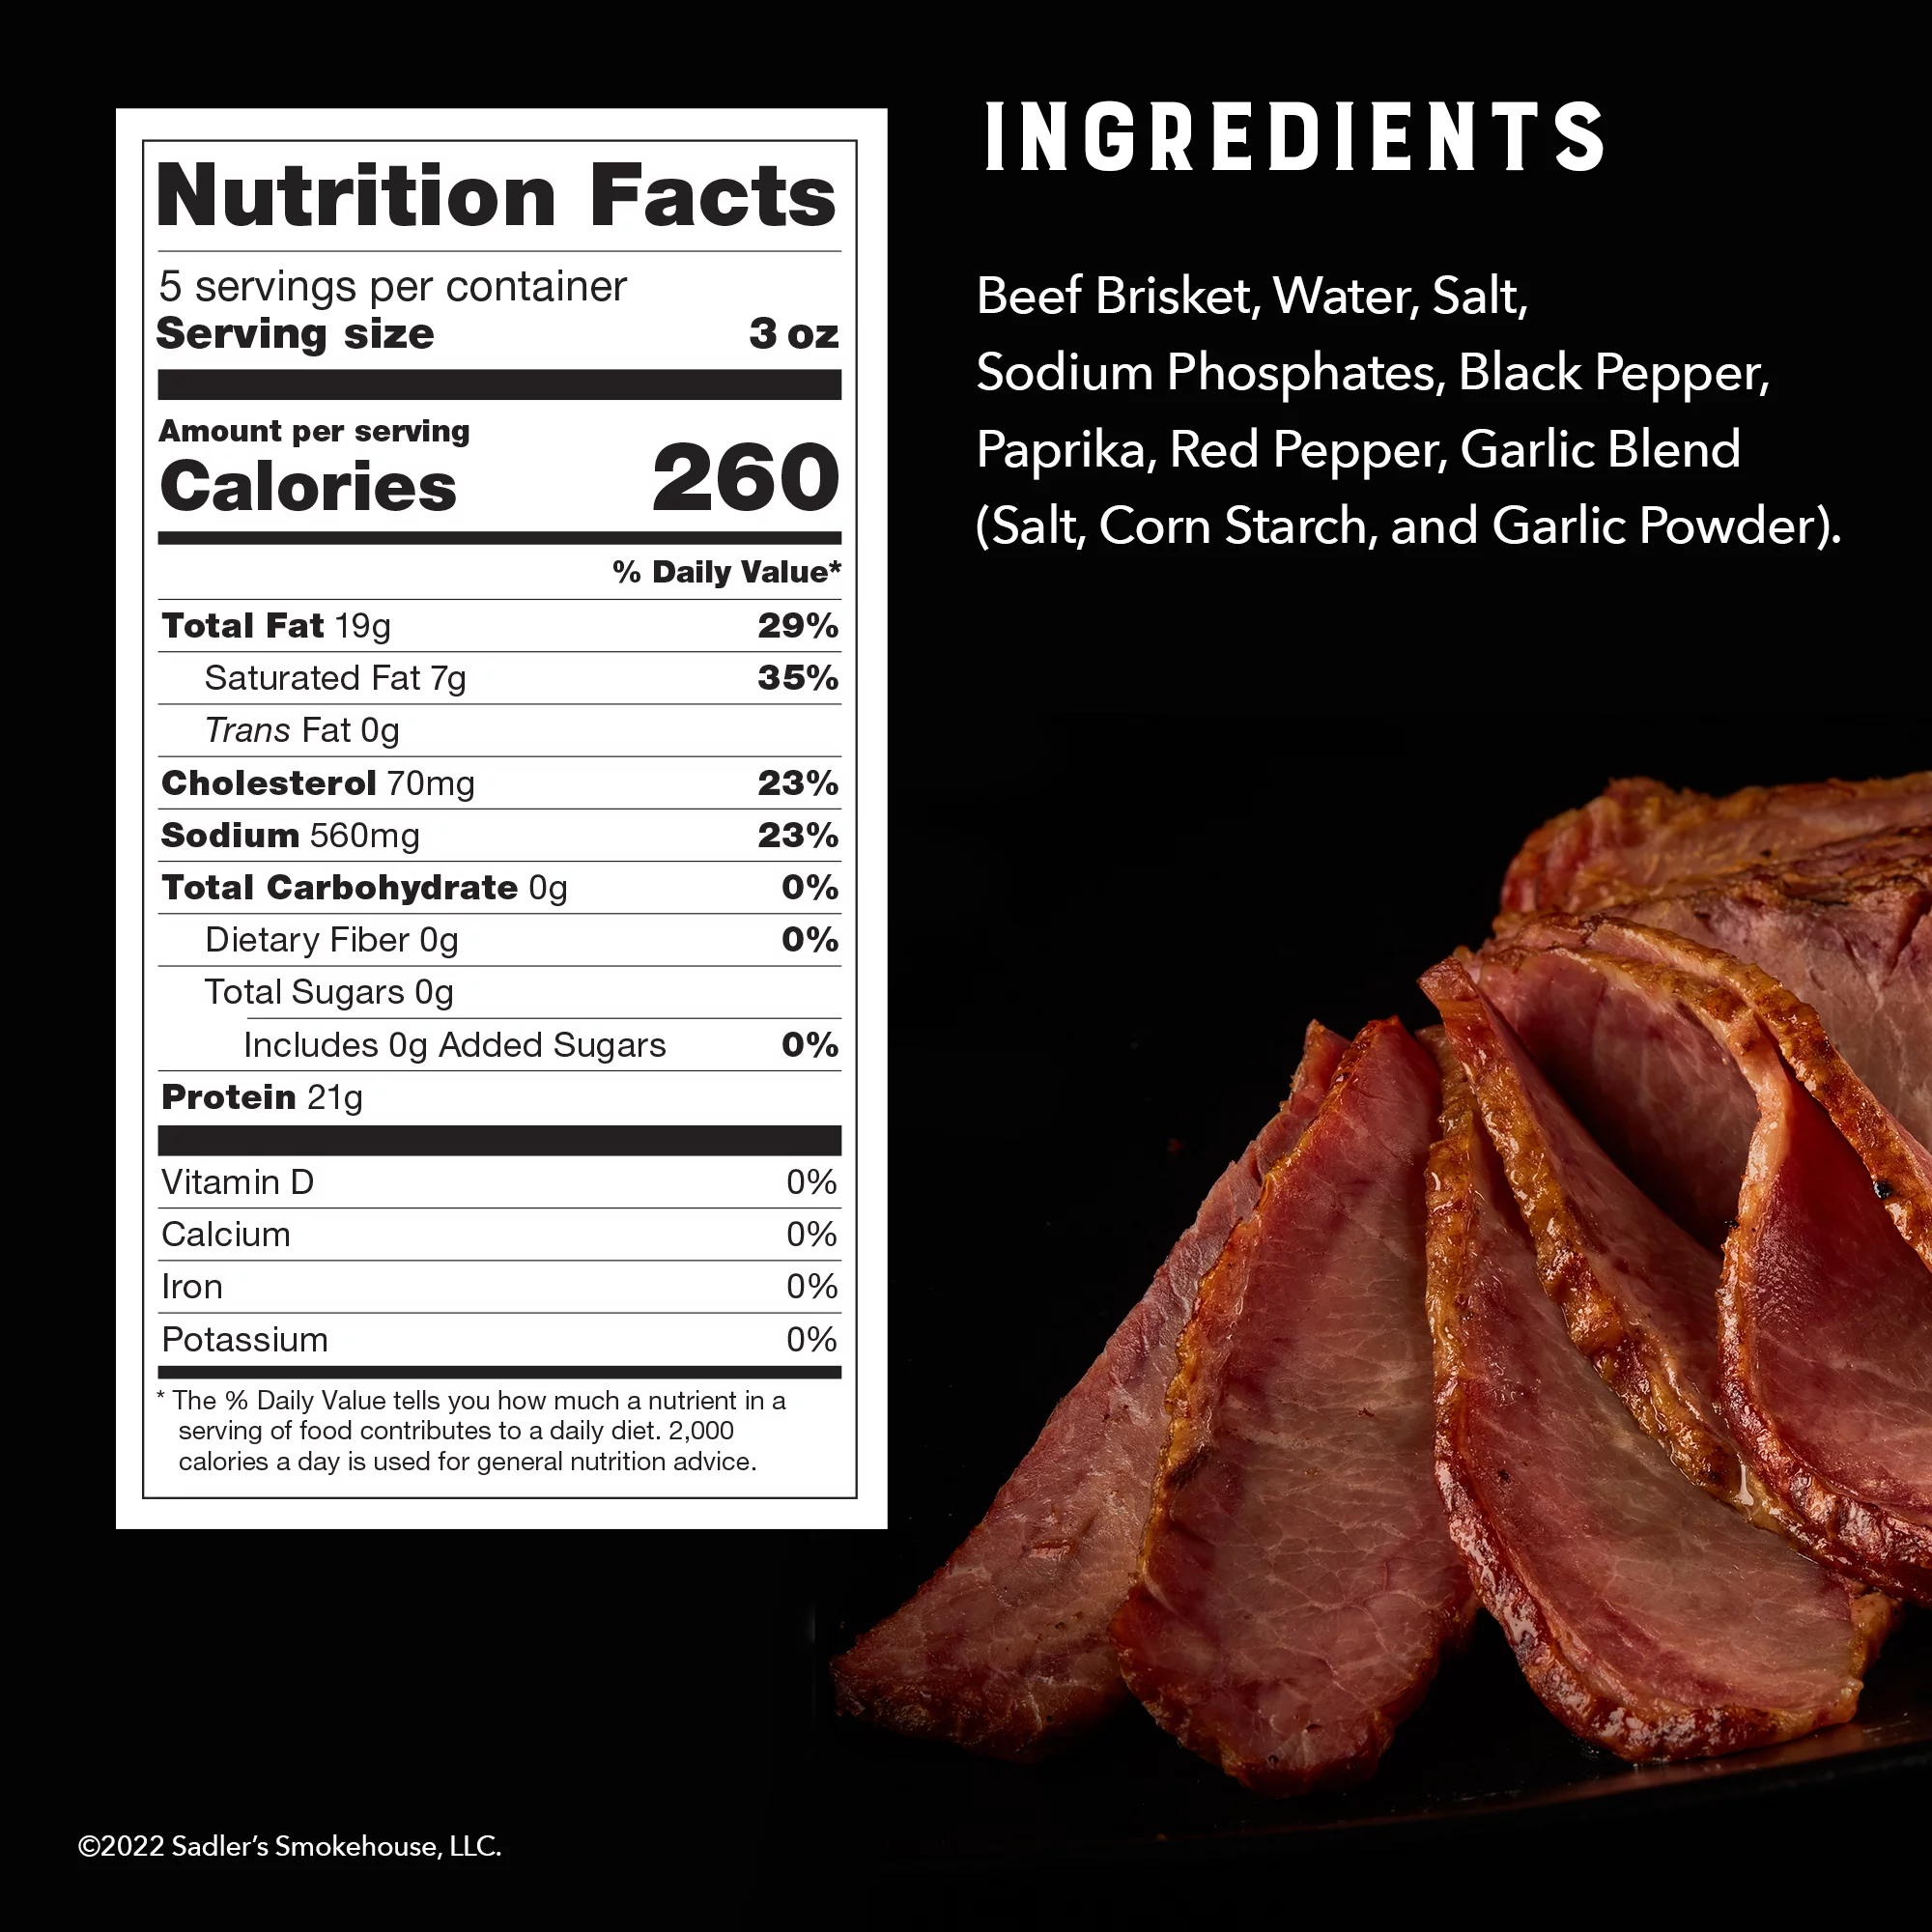 Nutrition Facts
5 servings per container
Serving size 3 oz
Amount per serving
Calories 260
% Daily Value*
Total Fat 19g 29%
Saturated Fat 7g 35%
Trans Fat 0g
Cholesterol 70mg 23%
Sodium 560mg 23%
Total Carbohydrate 0g 0%
Dietary Fiber 0g 0%
Total Sugars 0g
Includes 0g Added Sugars 0%
Protein 21g
Vitamin D 0%
Calcium 0%
Iron 0%
Potassium 0%
* The % Daily Value tells you how much a nutrient in a
serving of food contributes to a daily diet. 2,000
calories a day is used for general nutrition advice.
INGREDIENTS
Beef Brisket, Water, Salt,
Sodium Phosphates, Black Pepper,
Paprika, Red Pepper, Garlic Blend
(Salt, Corn Starch, and Garlic Powder).
©2022 Sadler's Smokehouse, LLC.